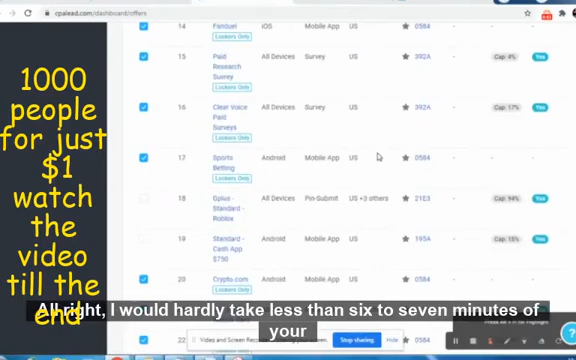 cpalead.com/dashboard/offers
14 Fanduel iOS Mobile App US 0584 - - -
Lockers Only
15 Paid All Devices Survey US 392A - Cap: 4% Yes
Research
Survey
Lockers Only
16 Clear Voice All Devices Survey US 392A - Cap: 17% Yes
Paid
Surveys
Lockers Only
17 Sports Android Mobile App US 0584 - - -
Betting
Lockers Only
18 Gplus - All Devices Pin-Submit US +3 others 21E3 - Cap: 94% Yes
Standard -
Roblox
19 Standard - Android Mobile App US 195A - Cap: 15% Yes
Cash App
$750
20 Crypto.com Android Mobile App US 0584 - - -
Lockers Only
22
1000
people
for just
$1
watch
the
video
till the
end
All right, I would hardly take less than six to seven minutes of
your
Stop sharing
Hide